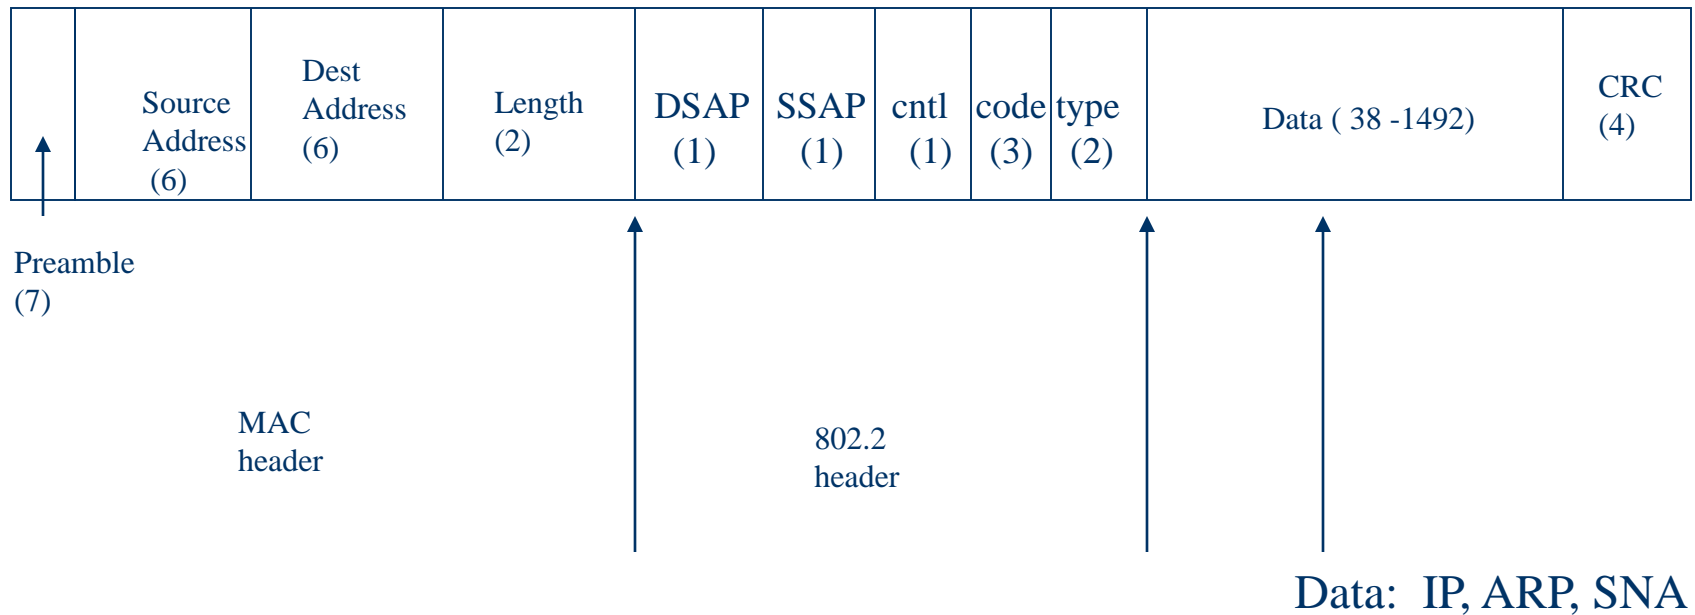 Source
Address
(6)
Dest
Address
(6)
Length
(2)
DSAP
(1)
SSAP
(1)
cntl
(1)
code
(3)
type
(2)
Data ( 38 -1492)
CRC
(4)
Preamble
(7)
MAC
header
802.2
header
Data: IP, ARP, SNA